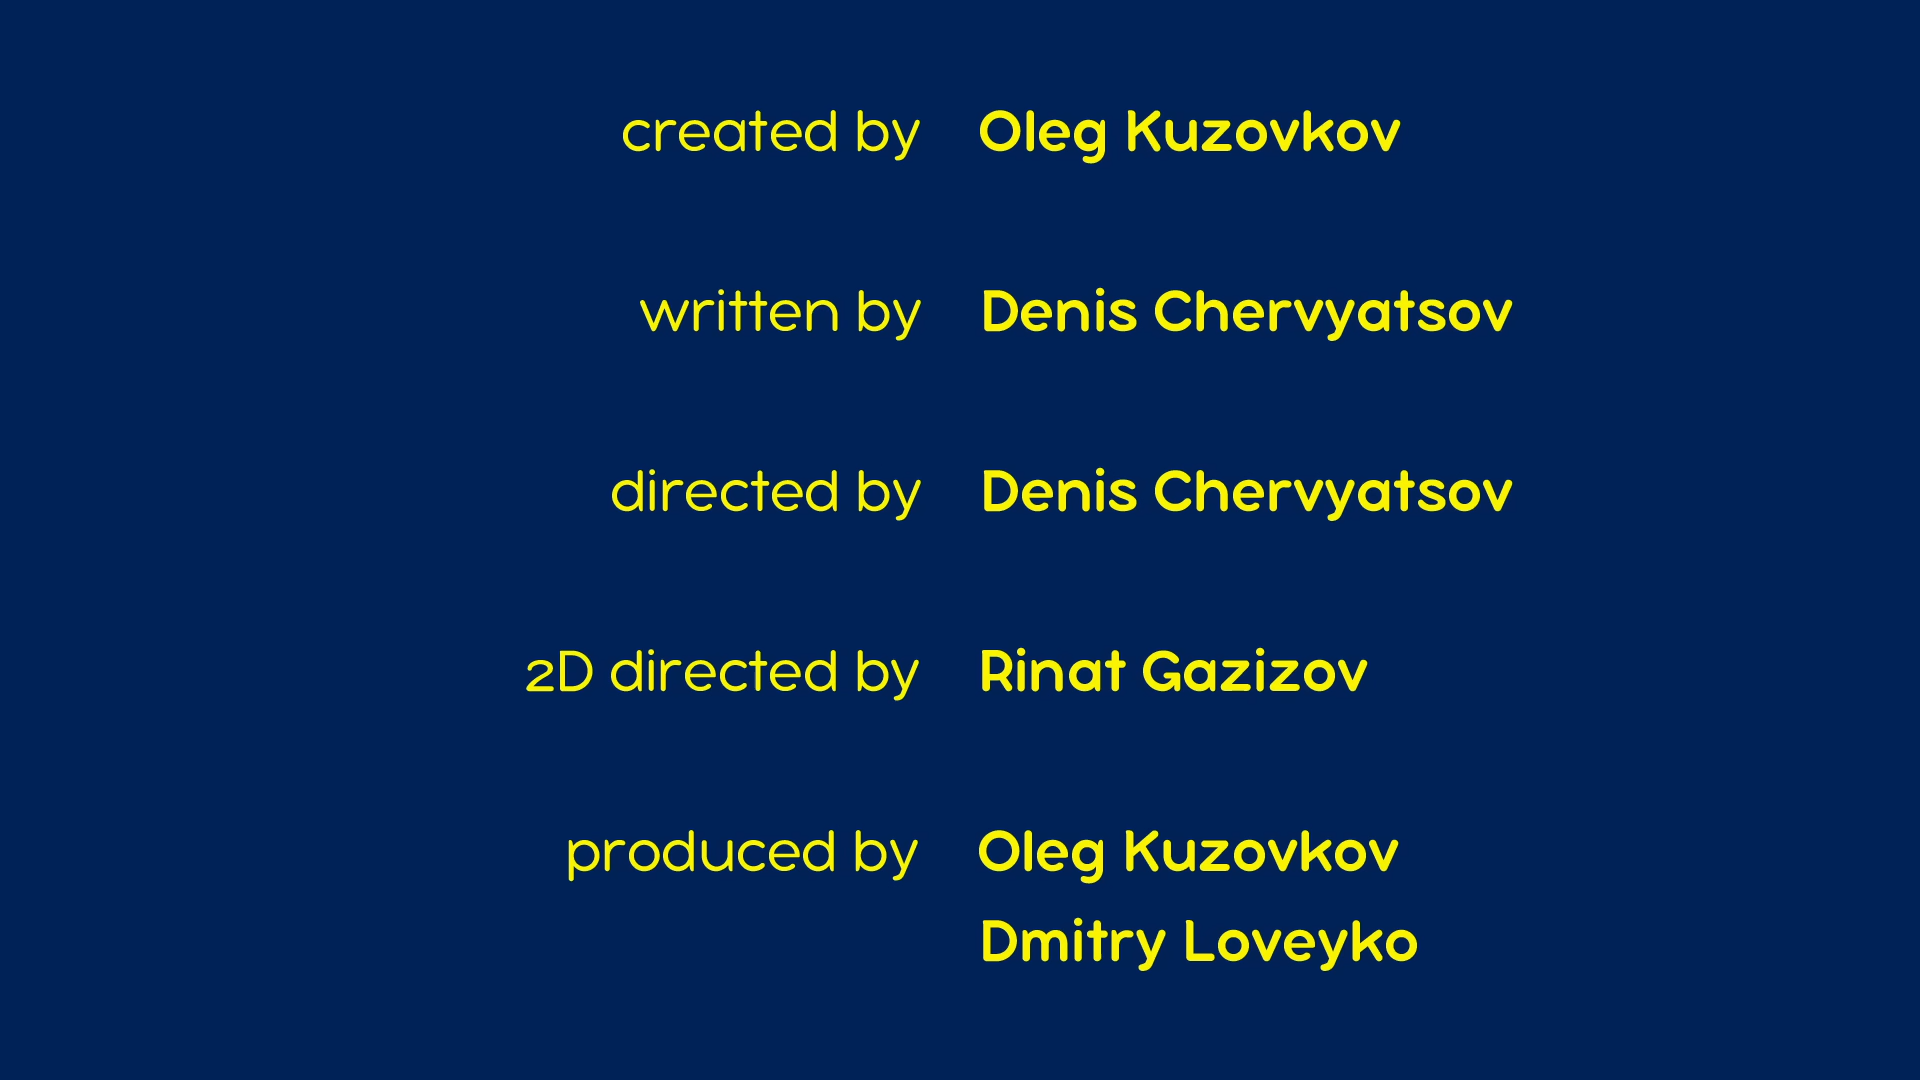 created by Oleg Kuzovkov
written by Denis Chervyatsov
directed by Denis Chervyatsov
2D directed by Rinat Gazizov
produced by Oleg Kuzovkov
Dmitry Loveyko